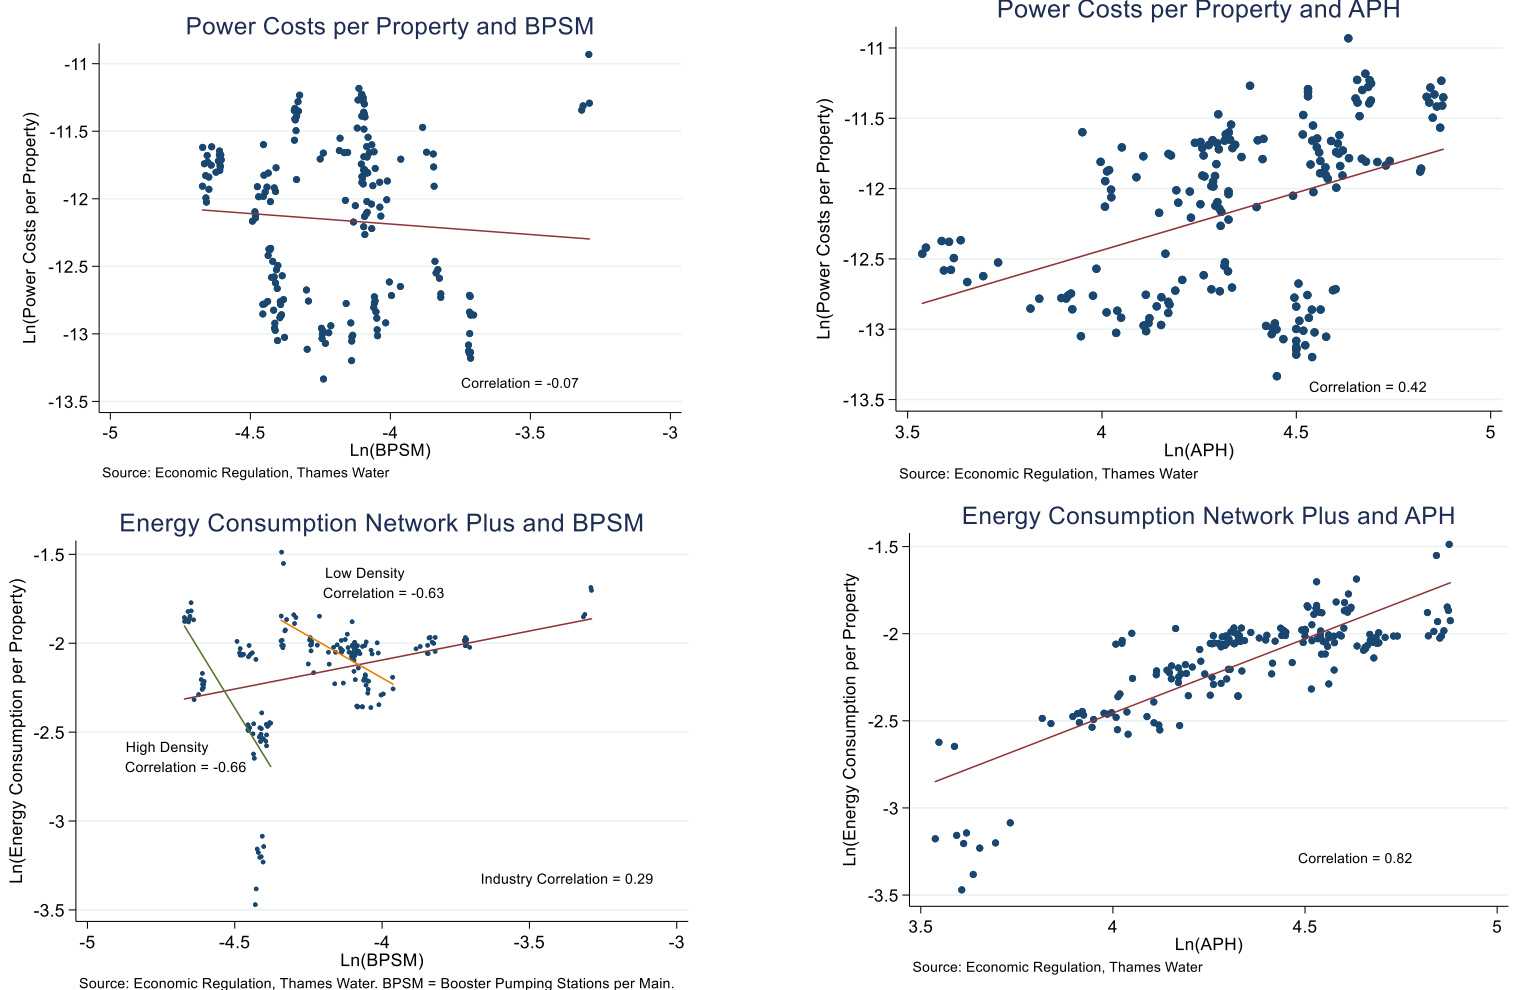 Power Costs per Property and BPSM
Ln(Power Costs per Property)
-11
-11.5
-12
-12.5
-13
-13.5
Correlation = -0.07
-5 -4.5 -4 -3.5 -3
Ln(BPSM)
Source: Economic Regulation, Thames Water
Power Costs per Property and APH
Ln(Power Costs per Property)
-11
-11.5
-12
-12.5
-13
-13.5
Correlation = 0.42
3.5 4 4.5 5
Ln(APH)
Source: Economic Regulation, Thames Water
Energy Consumption Network Plus and BPSM
Ln(Energy Consumption per Property)
-1.5
-2
-2.5
-3
-3.5
Low Density
Correlation = -0.63
High Density
Correlation = -0.66
Industry Correlation = 0.29
-5 -4.5 -4 -3.5 -3
Ln(BPSM)
Source: Economic Regulation, Thames Water. BPSM = Booster Pumping Stations per Main.
Energy Consumption Network Plus and APH
Ln(Energy Consumption per Property
-1.5
-2
-2.5
-3
-3.5
Correlation = 0.82
3.5 4 4.5 5
Ln(APH)
Source: Economic Regulation, Thames Water